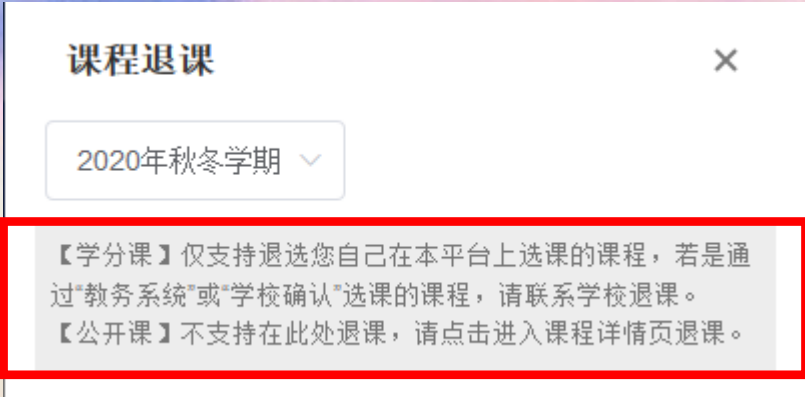 课程退课
2020年秋冬学期
【学分课】仅支持退选您自己在本平台上选课的课程，若是通
过“教务系统”或“学校确认”选课的课程，请联系学校退课。
【公开课】不支持在此处退课，请点击进入课程详情页退课。